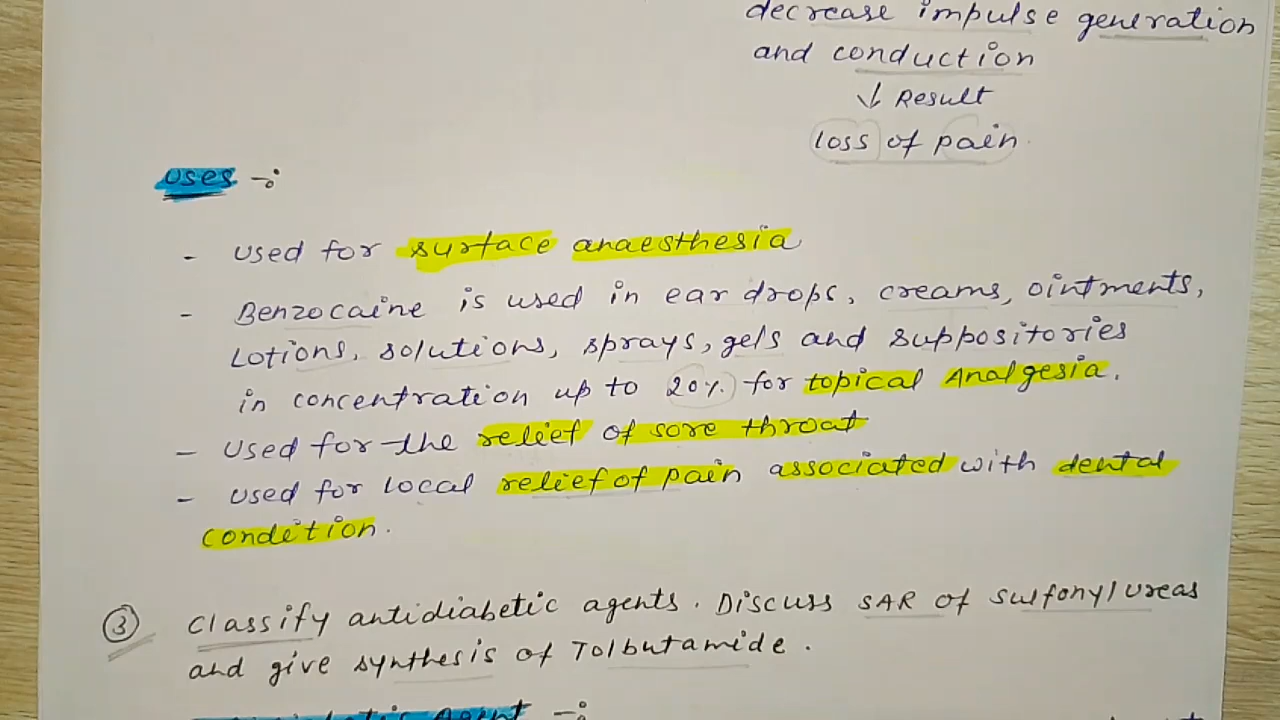 decrease impulse generation
and conduction
↓ Result
loss of pain
Uses -:
- Used for surface anaesthesia
- Benzocaine is used in ear drops, creams, ointments,
Lotions, solutions, sprays, gels and suppositories
in concentration up to 20% for topical Analgesia.
- Used for the relief of sore throat
- Used for local relief of pain associated with dental
condition.
③ Classify antidiabetic agents. Discuss SAR of sulfonylureas
and give synthesis of Tolbutamide.
Agent -: